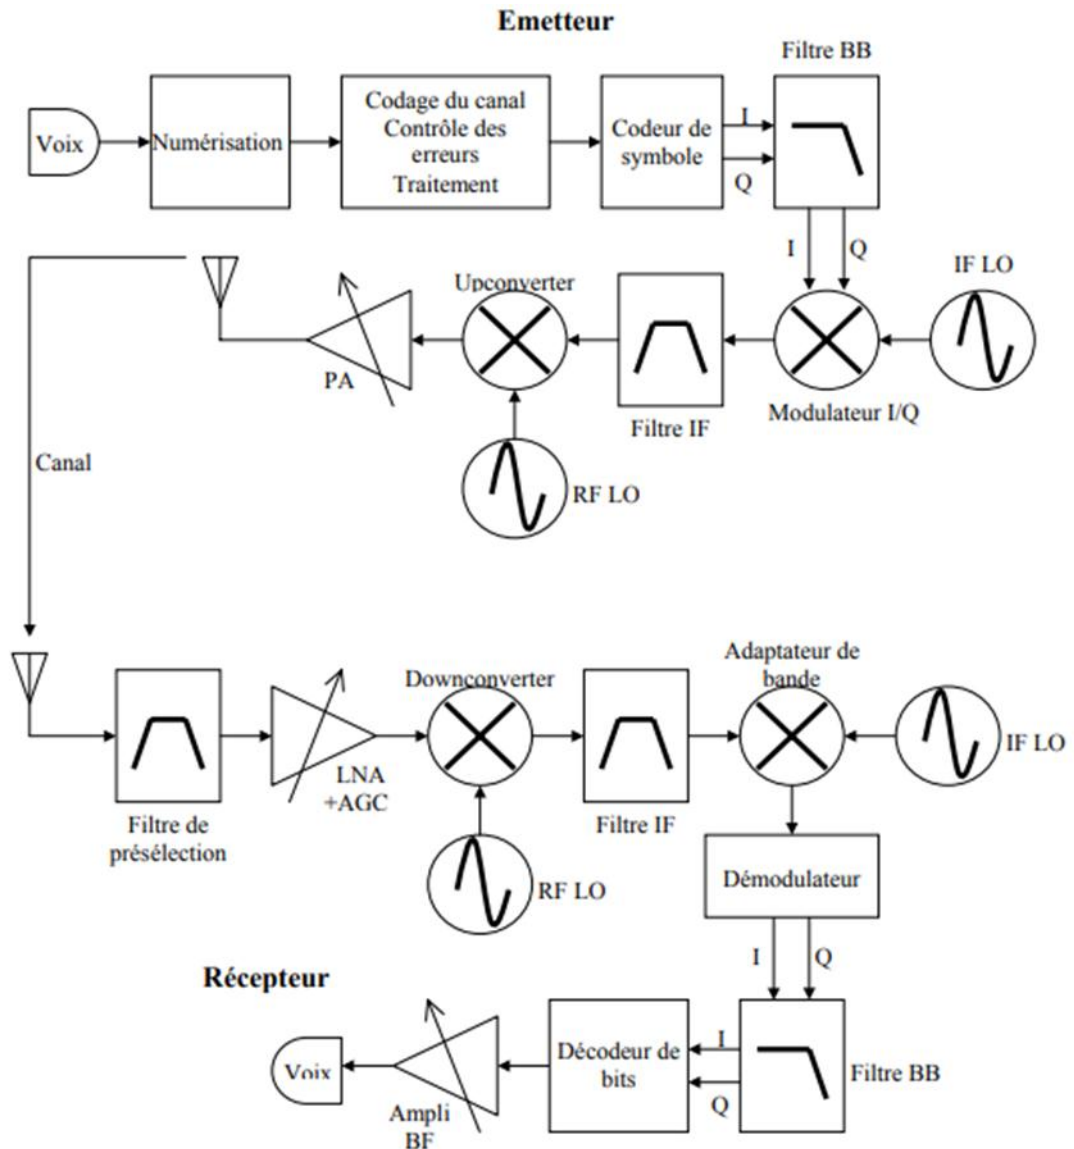 Emetteur
Filtre BB
Voix
Numérisation
Codage du canal
Contrôle des
erreurs
Traitement
Codeur de
symbole
I
Q
I
Q
IF LO
Upconverter
PA
Filtre IF
Modulateur I/Q
Canal
RF LO
Adaptateur de
bande
Downconverter
IF LO
LNA
+AGC
Filtre de
présélection
Filtre IF
RF LO
Démodulateur
I
Q
Récepteur
Voix
Ampli
BF
Décodeur de
bits
I
Q
Filtre BB